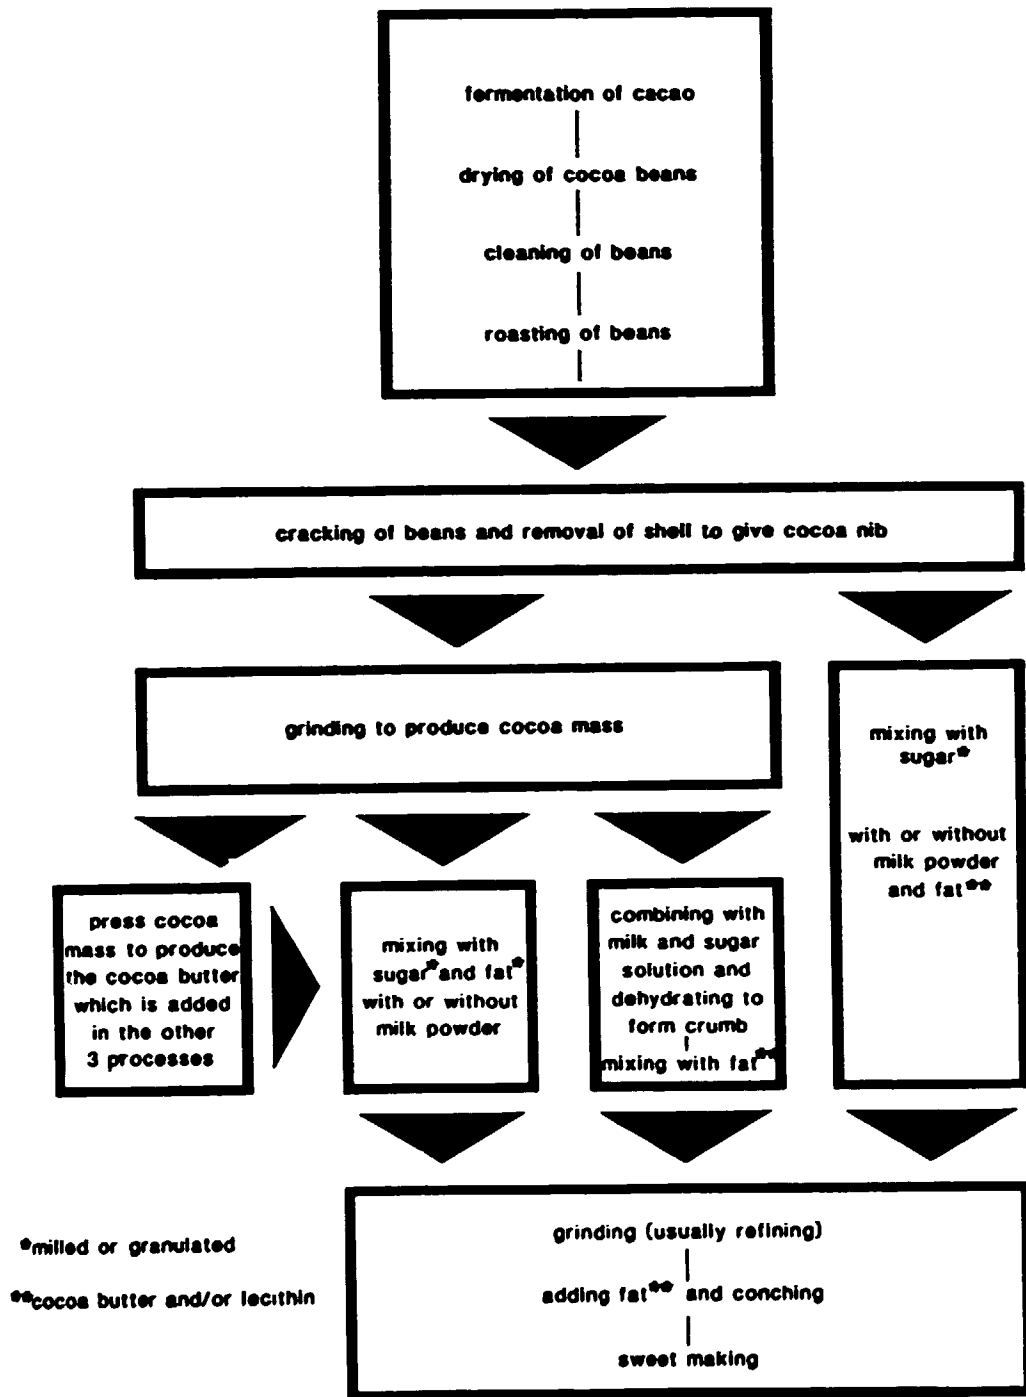 fermentation of cacao
drying of cocoa beans
cleaning of beans
roasting of beans
cracking of beans and removal of shell to give cocoa nib
grinding to produce cocoa mass
mixing with
sugar*
with or without
milk powder
and fat**
press cocoa
mass to produce
the cocoa butter
which is added
in the other
3 processes
mixing with
sugar* and fat*
with or without
milk powder
combining with
milk and sugar
solution and
dehydrating to
form crumb
mixing with fat**
grinding (usually refining)
adding fat** and conching
sweet making
*milled or granulated
**cocoa butter and/or lecithin